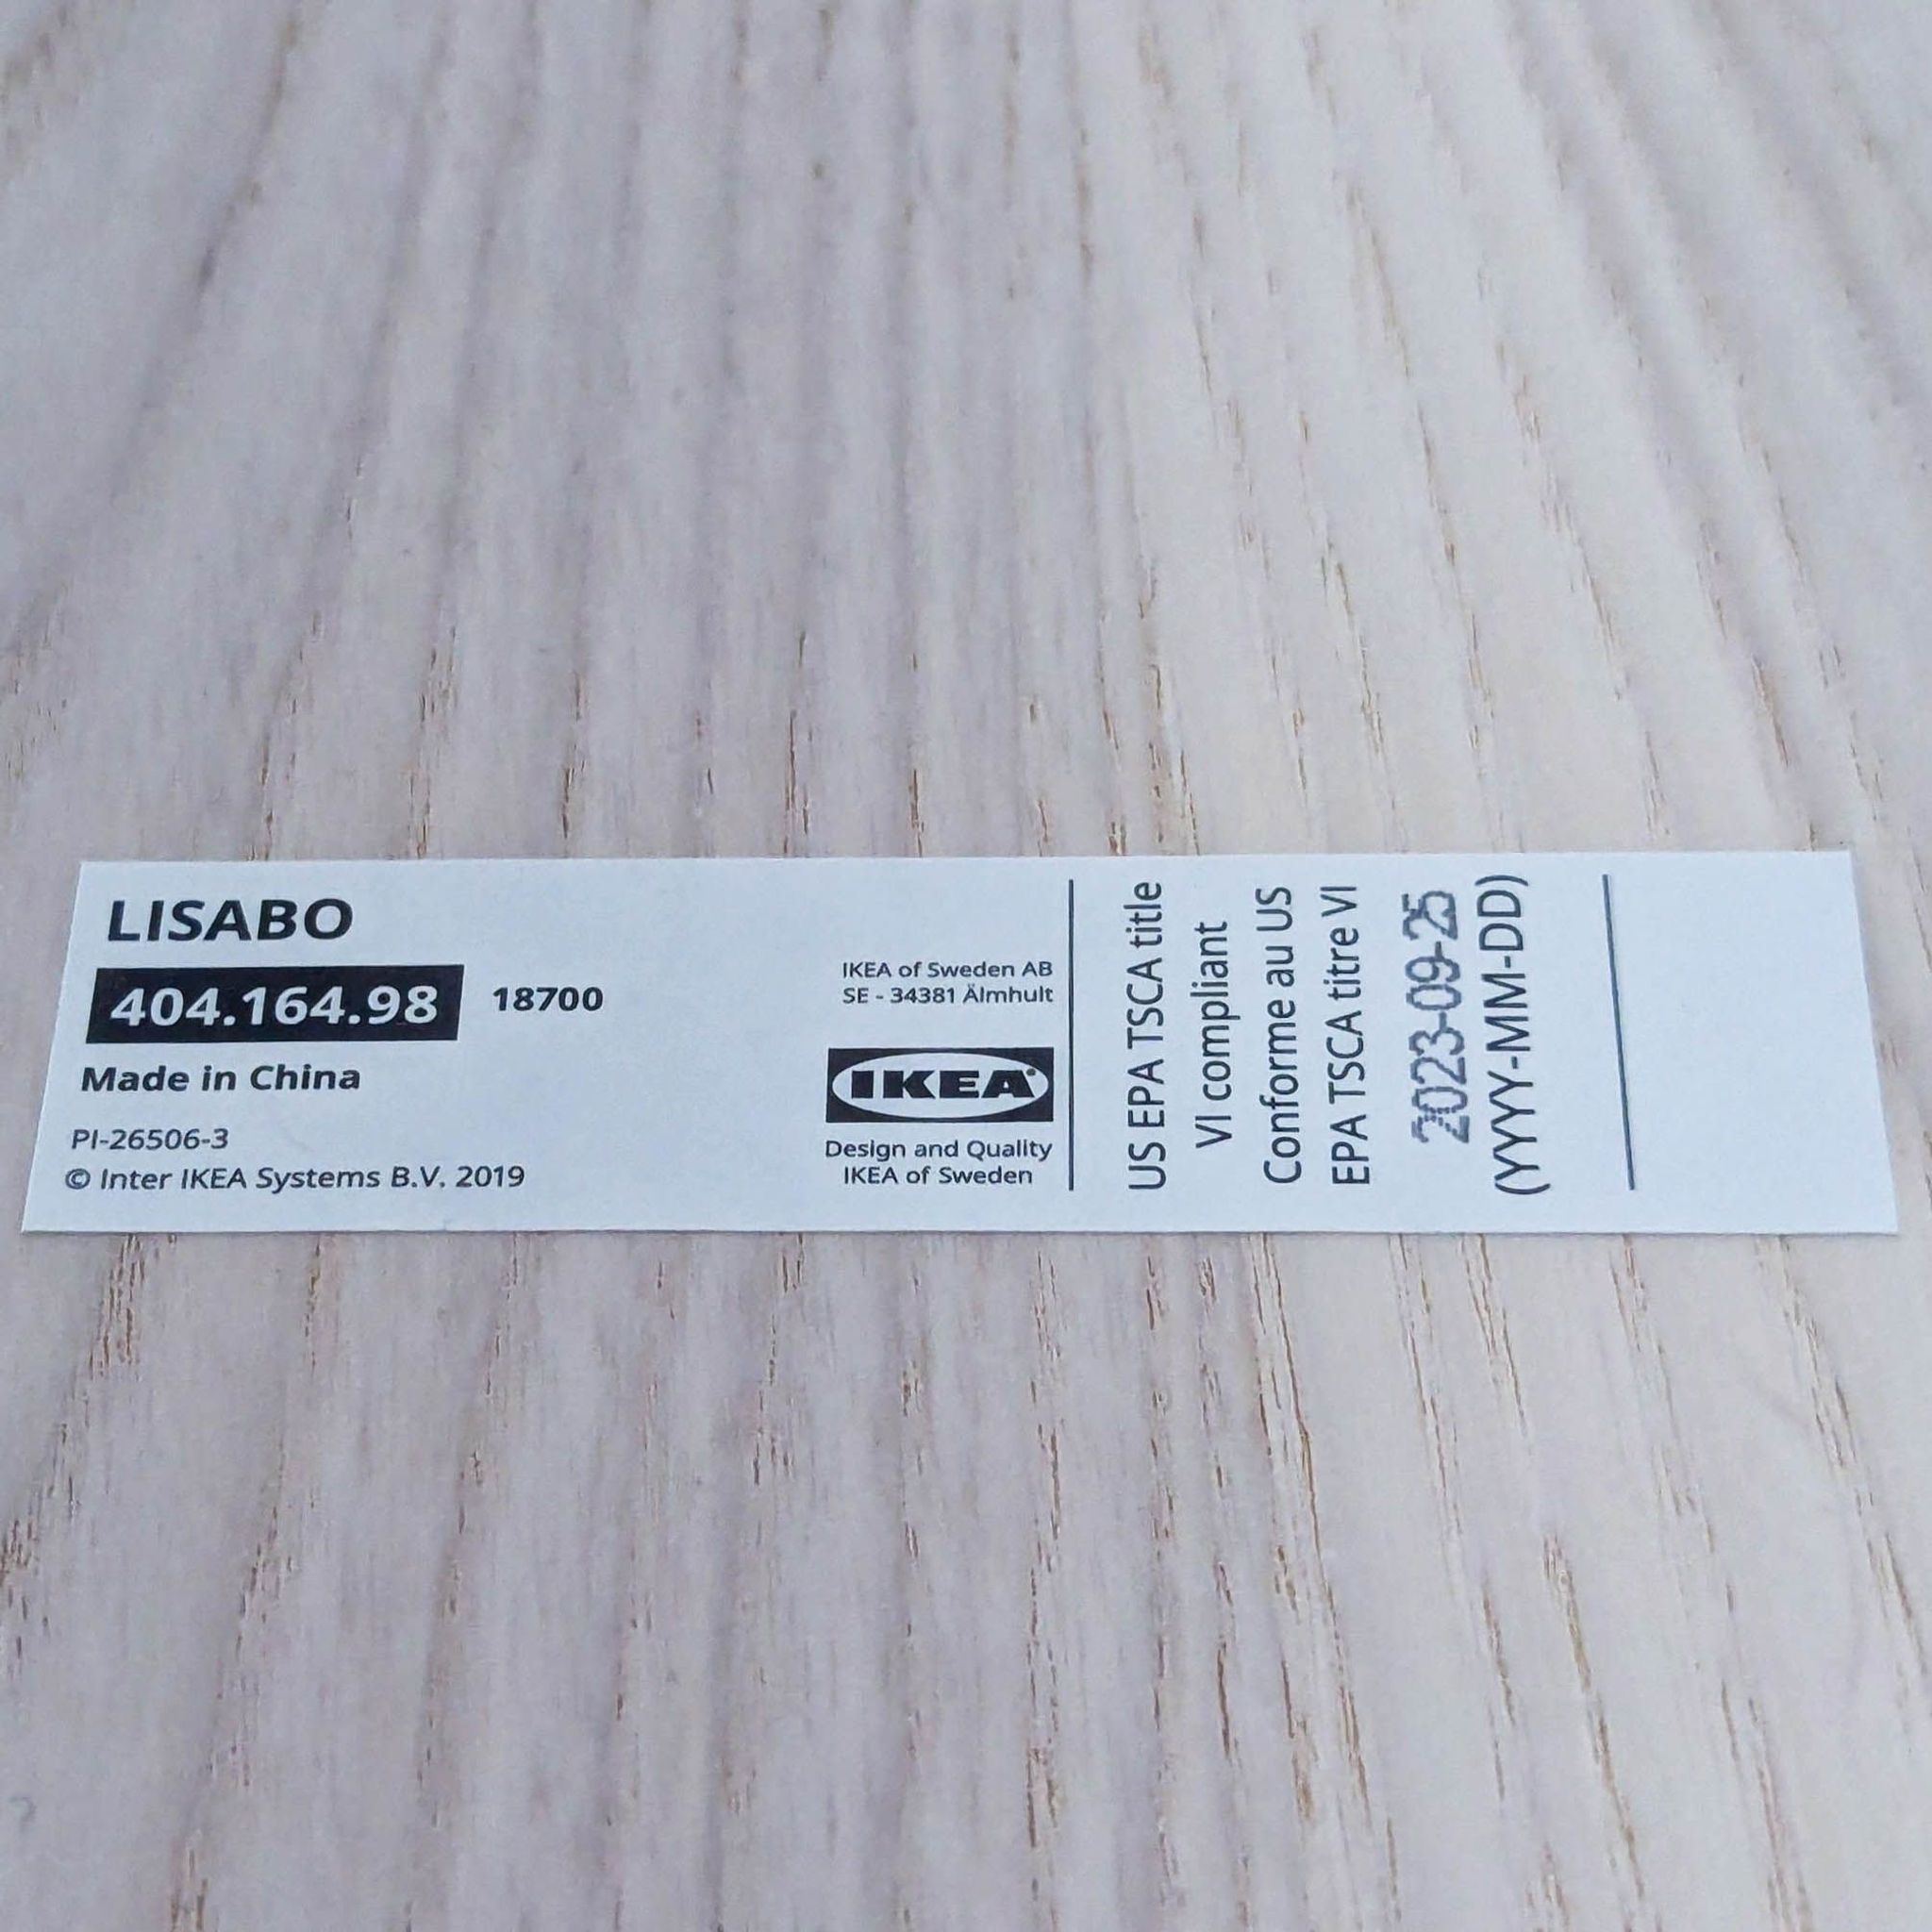 LISABO
404.164.98 18700
Made in China
PI-26506-3
© Inter IKEA Systems B.V. 2019
IKEA of Sweden AB
SE - 34381 Älmhult
IKEA®
Design and Quality
IKEA of Sweden
US EPA TSCA title
VI compliant
Conforme au US
EPA TSCA titre VI
2023-09-25
(YYYY-MM-DD)